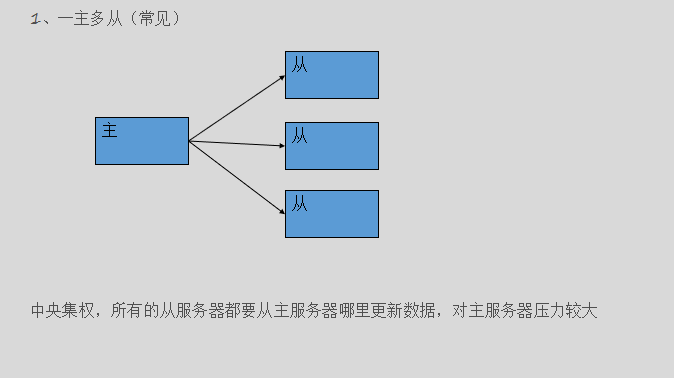 1、一主多从（常见）
从
主
从
从
中央集权，所有的从服务器都要从主服务器哪里更新数据，对主服务器压力较大